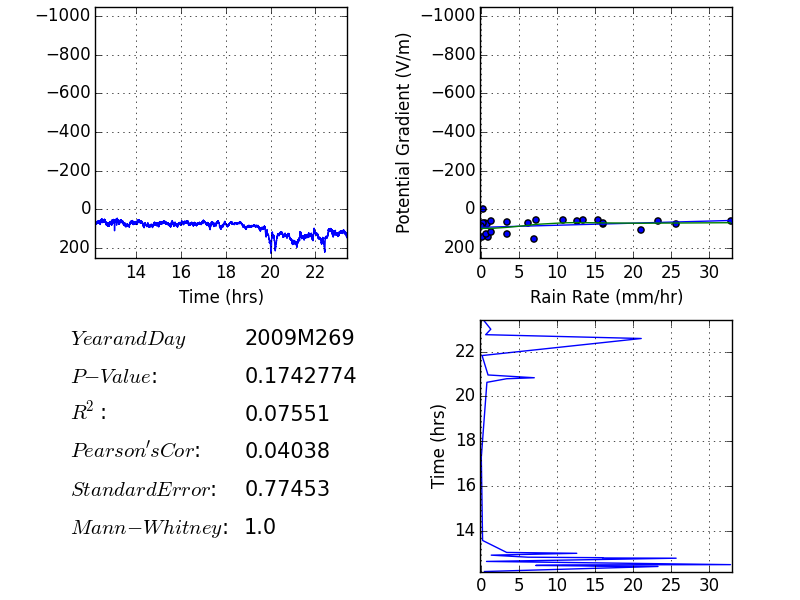 −1000
−800
−600
−400
−200
0
200
14 16 18 20 22
Time (hrs)
Potential Gradient (V/m)
−1000
−800
−600
−400
−200
0
200
0 5 10 15 20 25 30
Rain Rate (mm/hr)
YearandDay 2009M269
P−Value: 0.1742774
R²: 0.07551
Pearson'sCor: 0.04038
StandardError: 0.77453
Mann−Whitney: 1.0
Time (hrs)
22
20
18
16
14
0 5 10 15 20 25 30